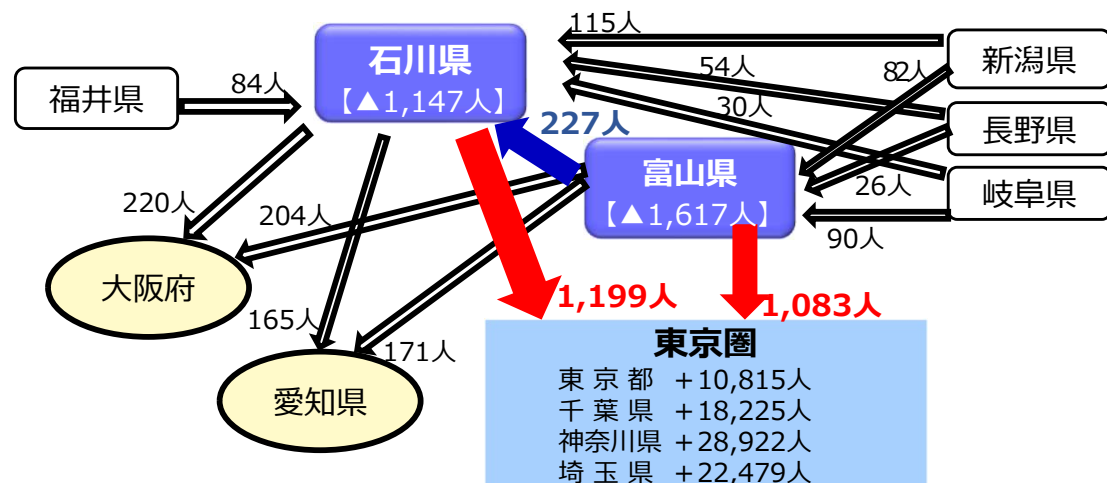 115人
石川県
【▲1,147人】
新潟県
54人
82人
福井県
84人
30人
227人
長野県
富山県
【▲1,617人】
26人
岐阜県
90人
220人
204人
大阪府
1,199人
1,083人
165人
171人
愛知県
東京圏
東京都 +10,815人
千葉県 +18,225人
神奈川県 +28,922人
埼玉県 +22,479人